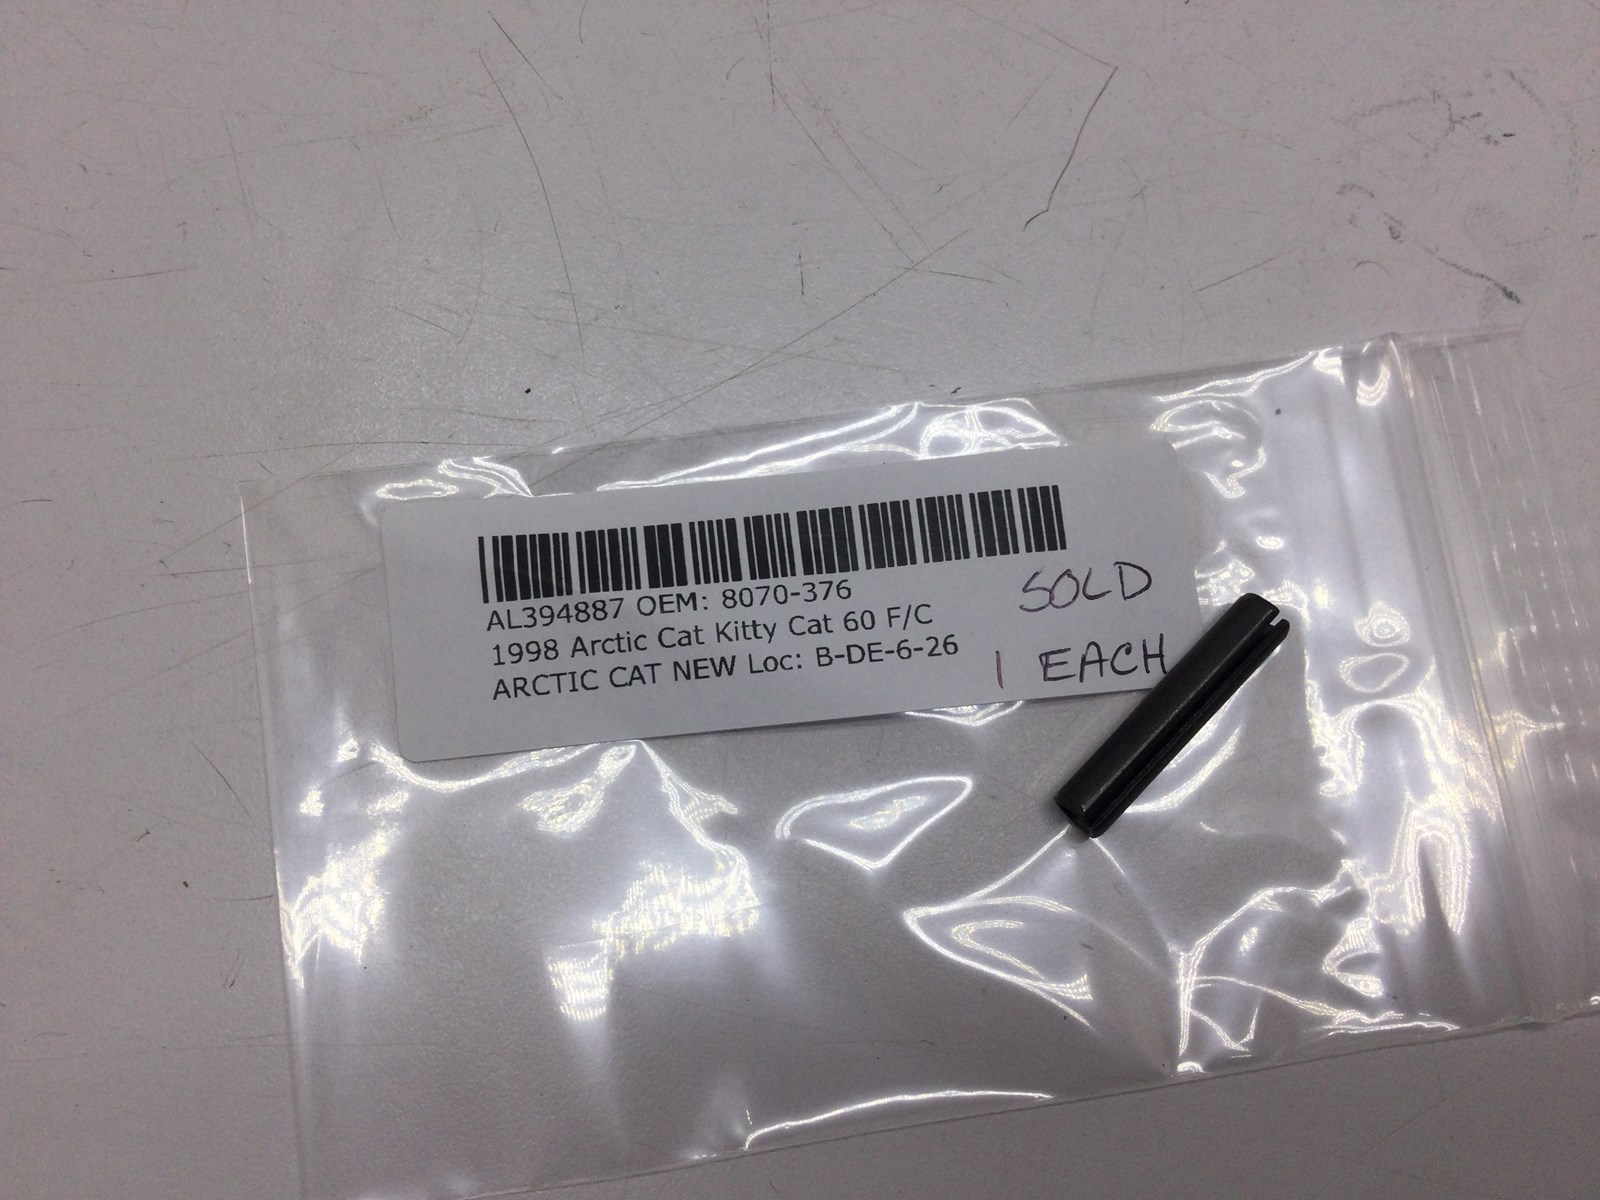 AL394887 OEM: 8070-376
1998 Arctic Cat Kitty Cat 60 F/C
ARCTIC CAT NEW Loc: B-DE-6-26
SOLD
1 EACH